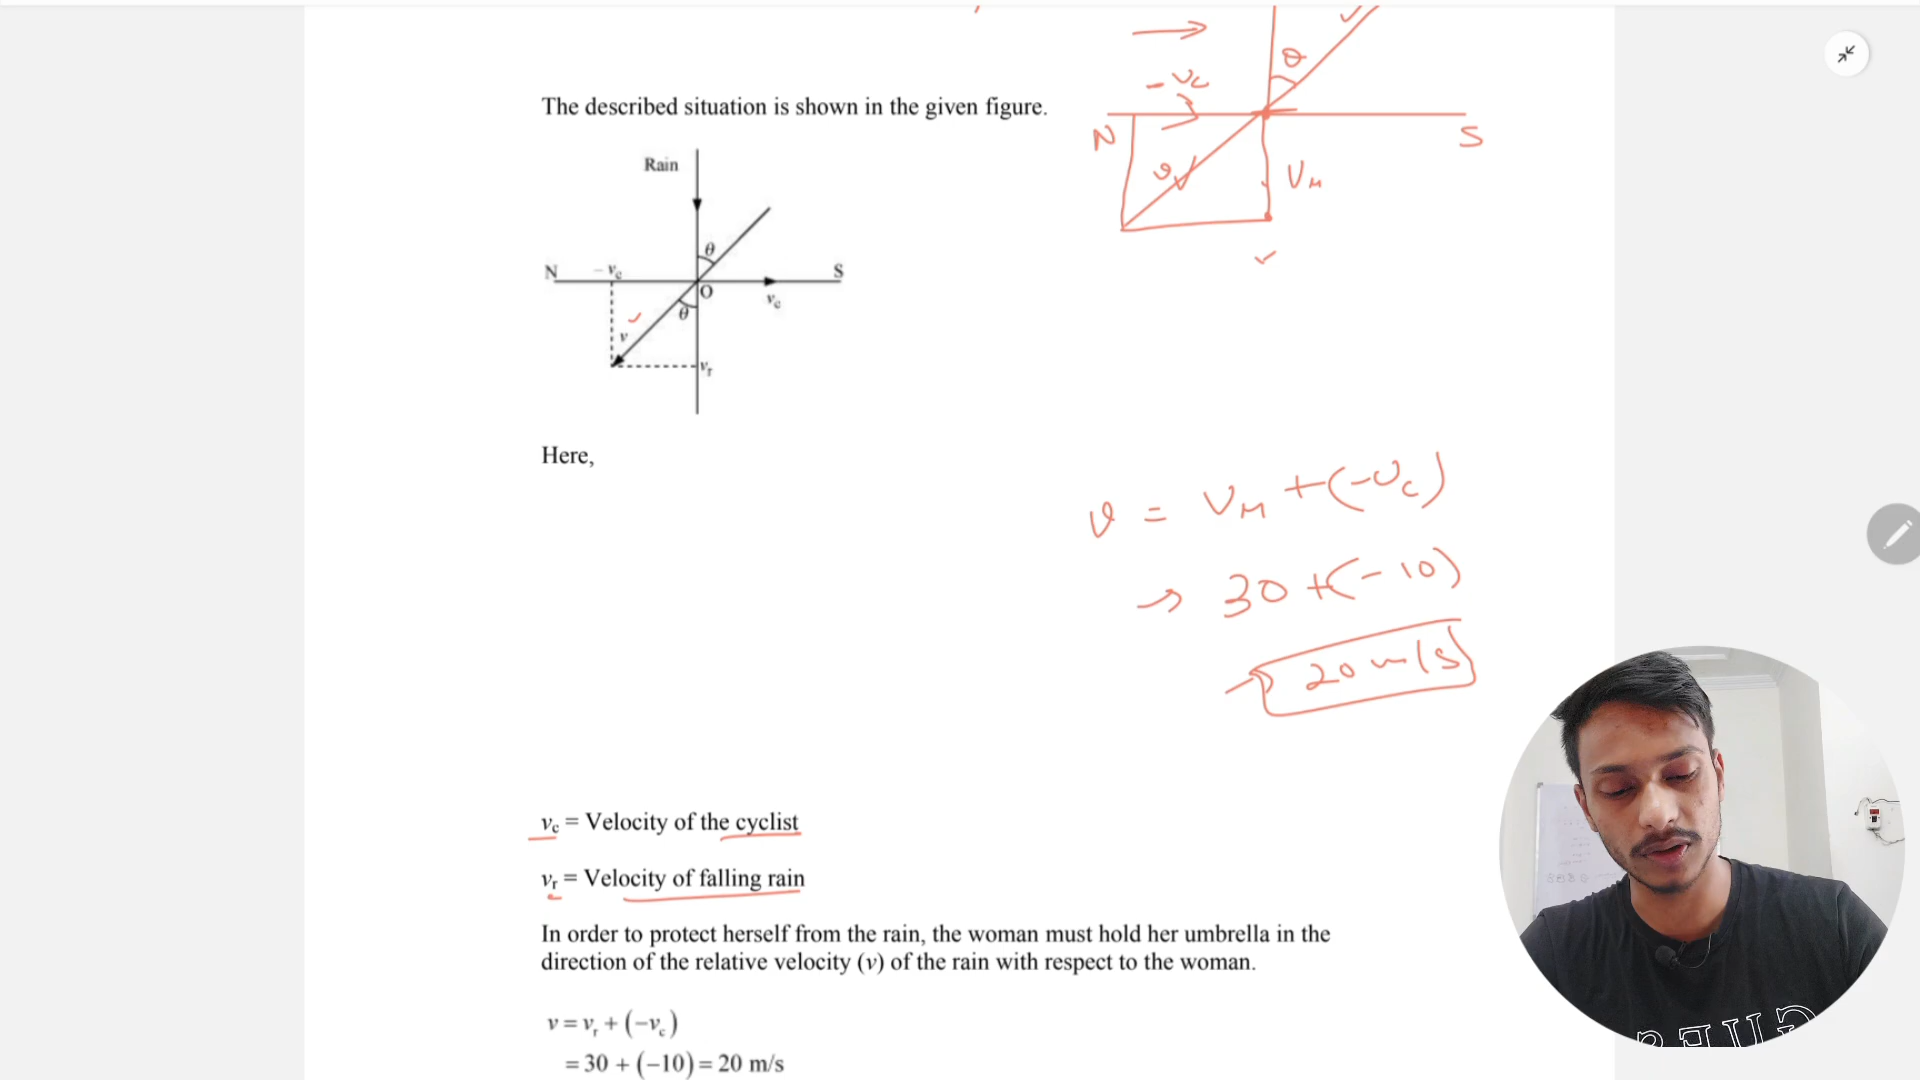 The described situation is shown in the given figure.
Rain
θ
N
– vc
S
O
vc
θ
v
vr
Here,
vc = Velocity of the cyclist
vr = Velocity of falling rain
In order to protect herself from the rain, the woman must hold her umbrella in the
direction of the relative velocity (v) of the rain with respect to the woman.
v = vr + (−vc)
= 30 + (−10) = 20 m/s
θ
- vc
N
S
v
VM
v = VM + (-vc)
→ 30 + (- 10)
→ 20 m/s
GUES